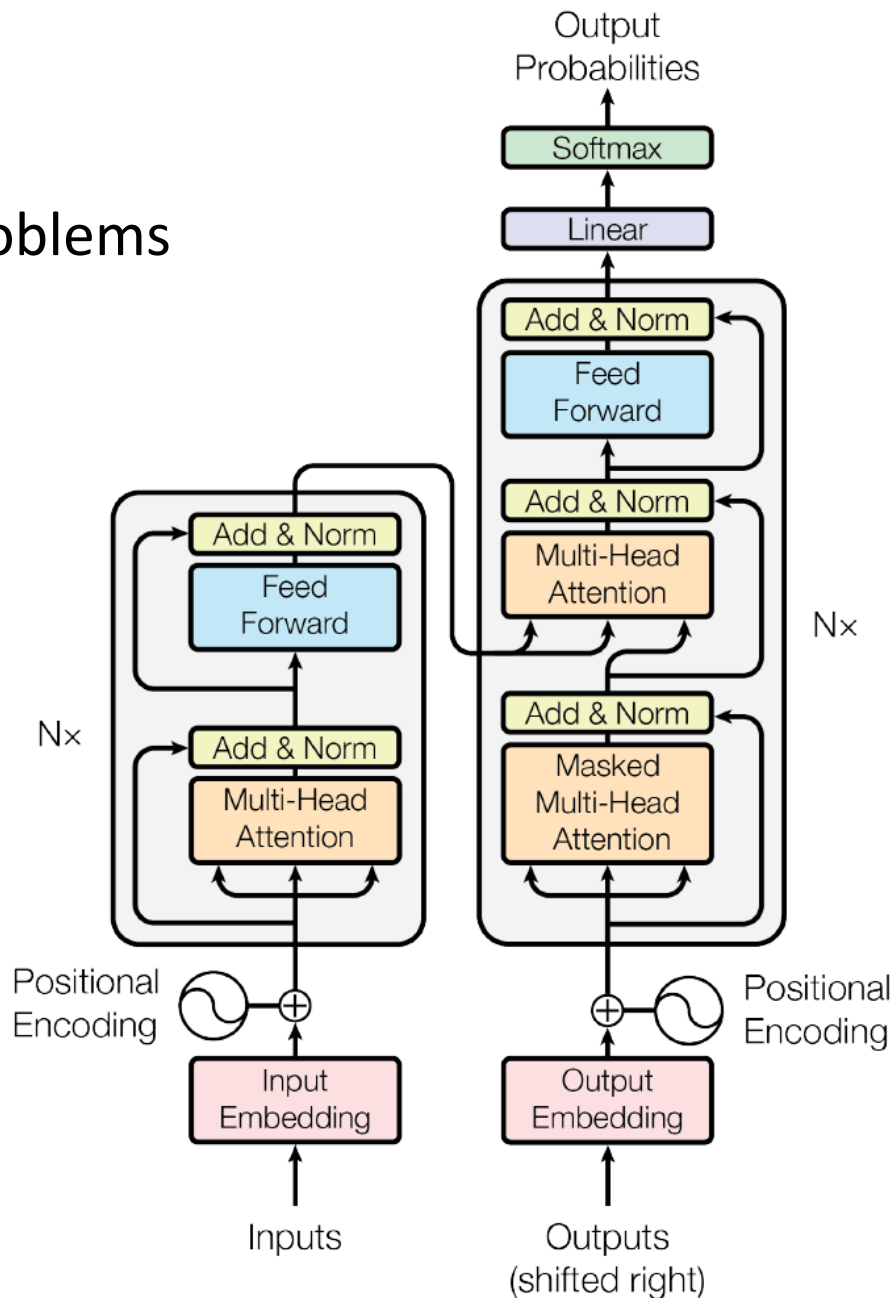 Output
Probabilities
Softmax
oblems
Linear
Add & Norm
Feed
Forward
Add & Norm
Multi-Head
Attention
Nx
Add & Norm
Masked
Multi-Head
Attention
Add & Norm
Feed
Forward
Nx
Add & Norm
Multi-Head
Attention
Positional
Encoding
Positional
Encoding
Input
Embedding
Output
Embedding
Inputs
Outputs
(shifted right)